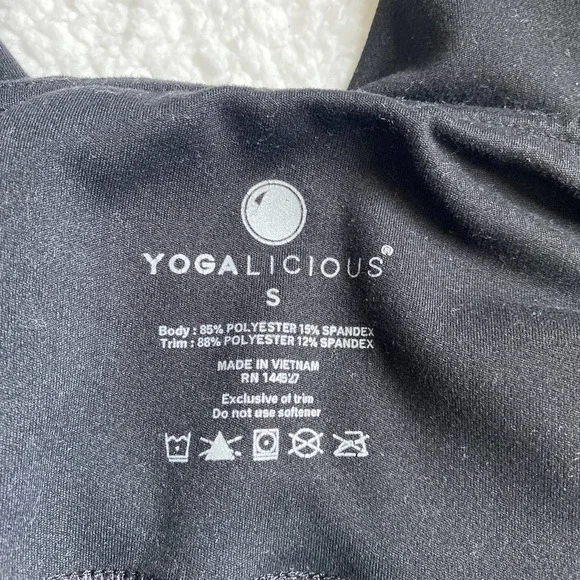 YOGALICIOUS®
S
Body : 85% POLYESTER 15% SPANDEX
Trim : 88% POLYESTER 12% SPANDEX
MADE IN VIETNAM
RN 144527
Exclusive of trim
Do not use softener